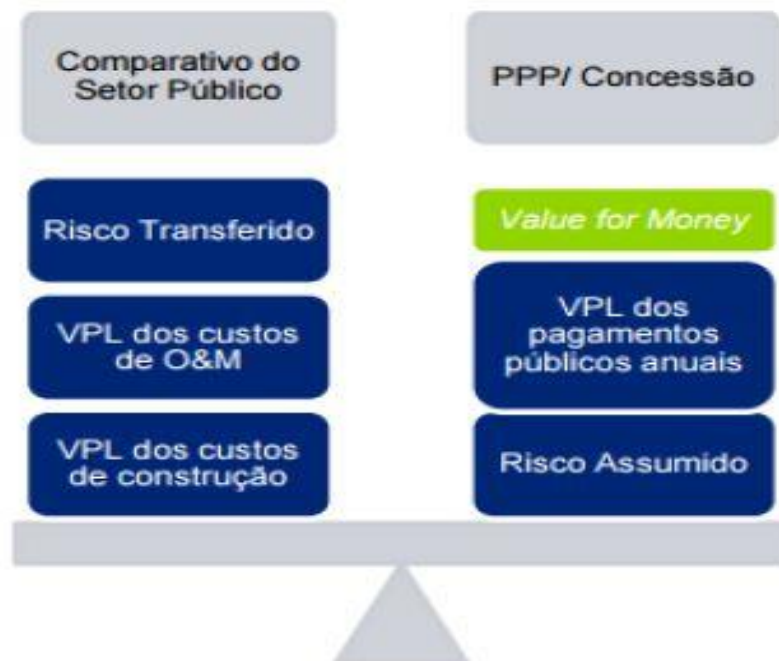 Comparativo do
Setor Público
PPP/ Concessão
Risco Transferido
VPL dos custos
de O&M
VPL dos custos
de construção
Value for Money
VPL dos
pagamentos
públicos anuais
Risco Assumido